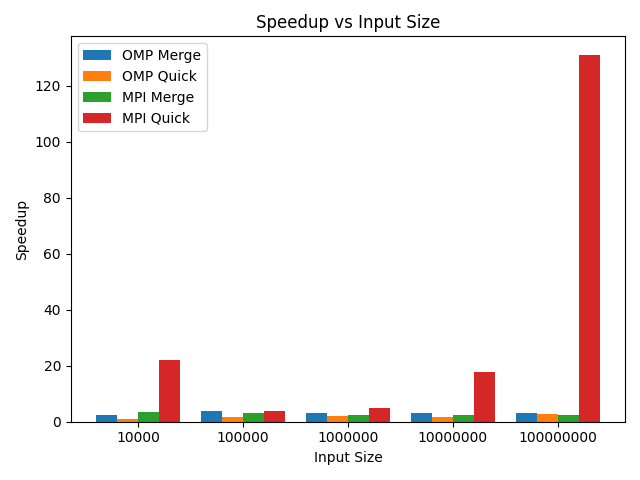 Speedup vs Input Size
OMP Merge
OMP Quick
MPI Merge
MPI Quick
Speedup
120
100
80
60
40
20
0
10000 100000 1000000 10000000 100000000
Input Size